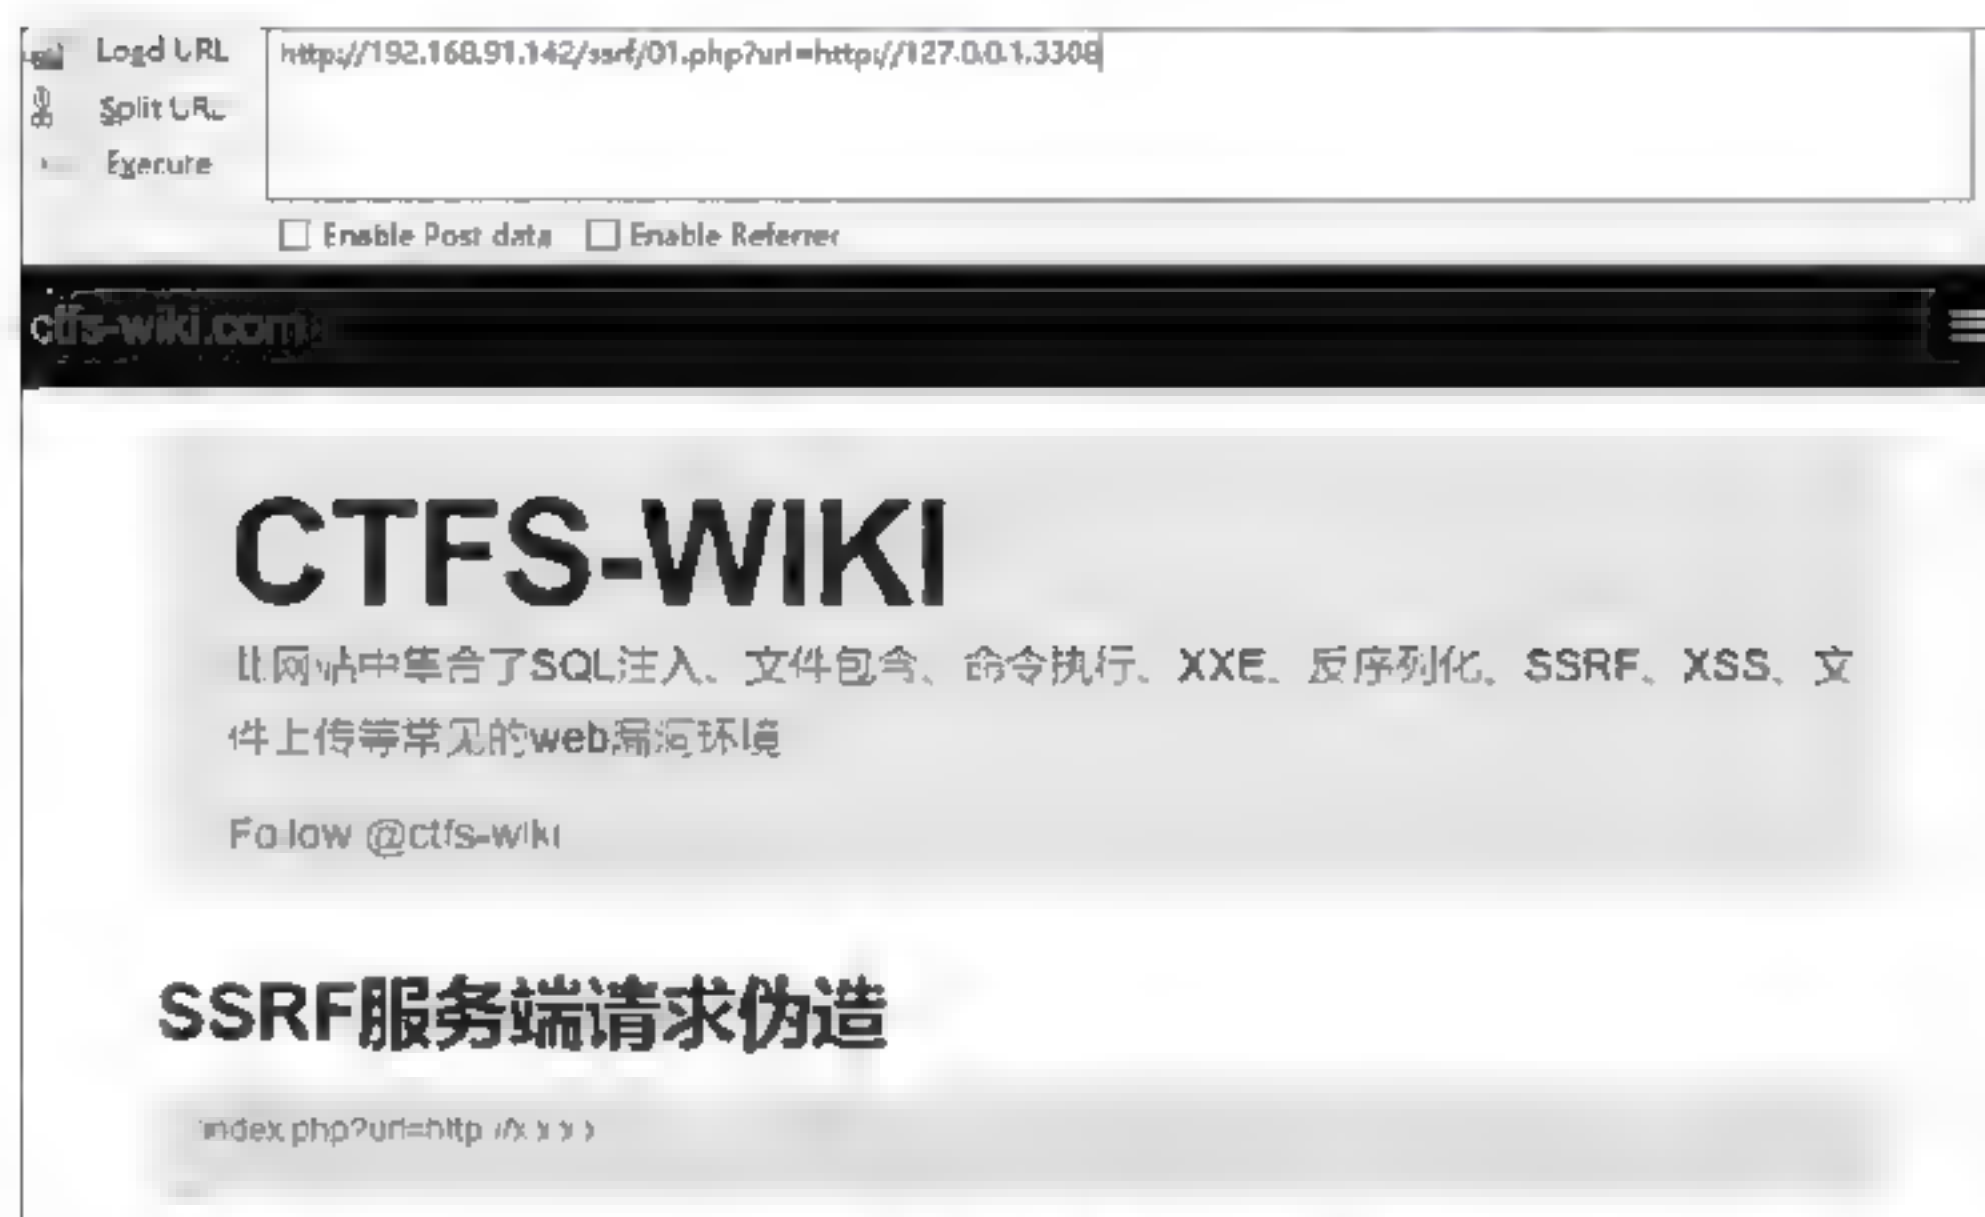 Load URL
http://192.168.91.142/ssrf/01.php?url=http://127.0.0.1:3308
Split URL
Execute
Enable Post data
Enable Referrer
ctfs-wiki.com
CTFS-WIKI
此网站中集合了SQL注入、文件包含、命令执行、XXE、反序列化、SSRF、XSS、文
件上传等常见的web漏洞环境
Follow @ctfs-wiki
SSRF服务端请求伪造
index.php?url=http://x.x.x.x